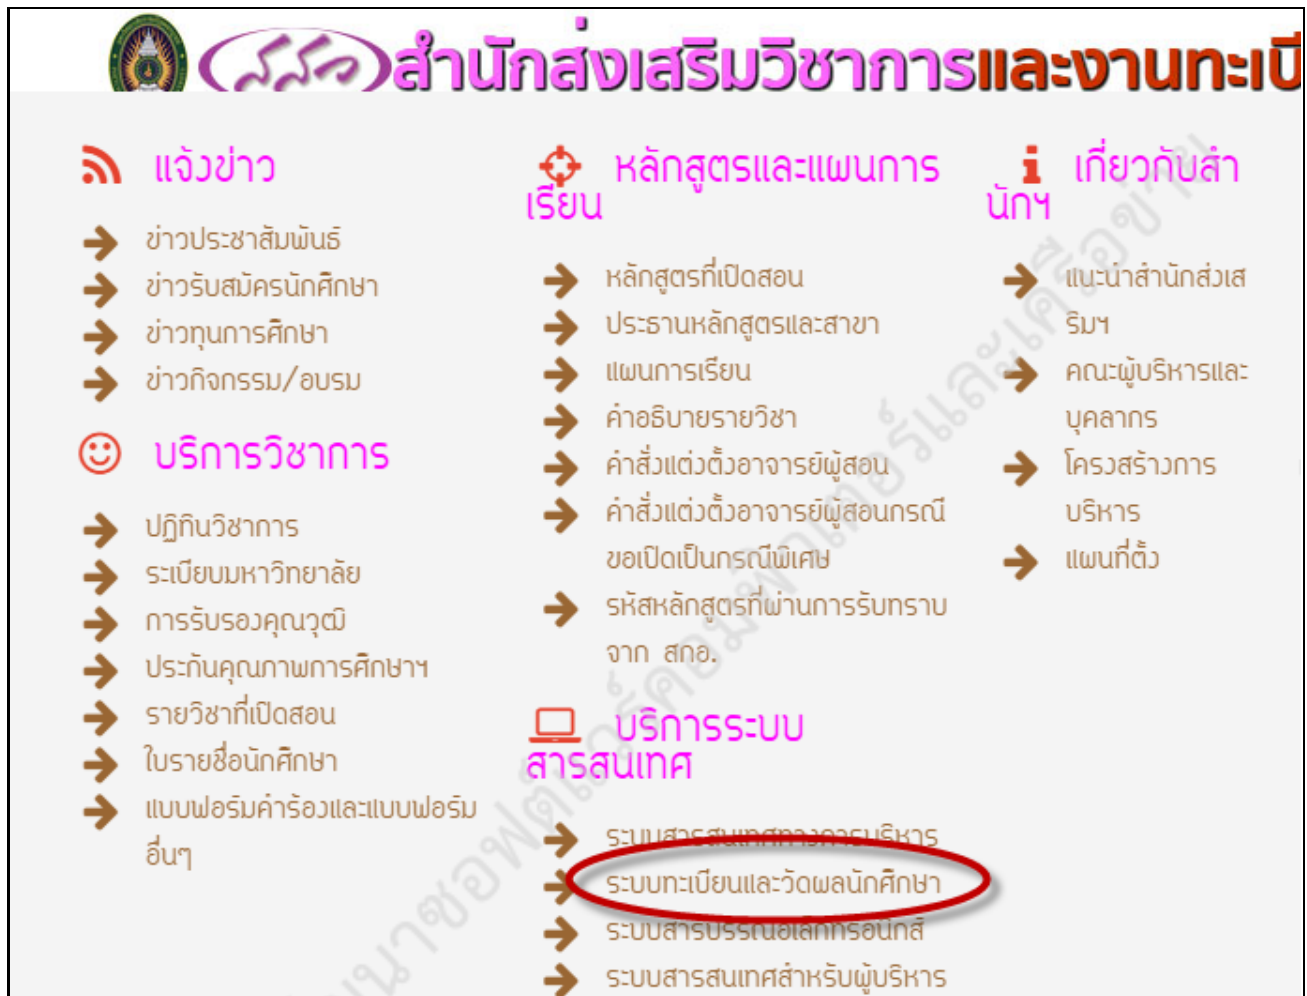 สสว สำนักส่งเสริมวิชาการและงานทะเบี
แจ้งข่าว
ข่าวประชาสัมพันธ์
ข่าวรับสมัครนักศึกษา
ข่าวทุนการศึกษา
ข่าวกิจกรรม/อบรม
บริการวิชาการ
ปฏิทินวิชาการ
ระเบียบมหาวิทยาลัย
การรับรองคุณวุฒิ
ประกันคุณภาพการศึกษาฯ
รายวิชาที่เปิดสอน
ใบรายชื่อนักศึกษา
แบบฟอร์มคำร้องและแบบฟอร์ม
อื่นๆ
หลักสูตรและแผนการ
เรียน
หลักสูตรที่เปิดสอน
ประธานหลักสูตรและสาขา
แผนการเรียน
คำอธิบายรายวิชา
คำสั่งแต่งตั้งอาจารย์ผู้สอน
คำสั่งแต่งตั้งอาจารย์ผู้สอนกรณี
ขอเปิดเป็นกรณีพิเศษ
รหัสหลักสูตรที่ผ่านการรับทราบ
จาก สกอ.
บริการระบบ
สารสนเทศ
ระบบสารสนเทศทางการบริหาร
ระบบทะเบียนและวัดผลนักศึกษา
ระบบสารบรรณอิเล็กทรอนิกส์
ระบบสารสนเทศสำหรับผู้บริหาร
เกี่ยวกับสำ
นักฯ
แนะนำสำนักส่งเส
ริมฯ
คณะผู้บริหารและ
บุคลากร
โครงสร้างการ
บริหาร
แผนที่ตั้ง
นาซอฟต์แวร์คอมพิวเตอร์และเครือข่าย